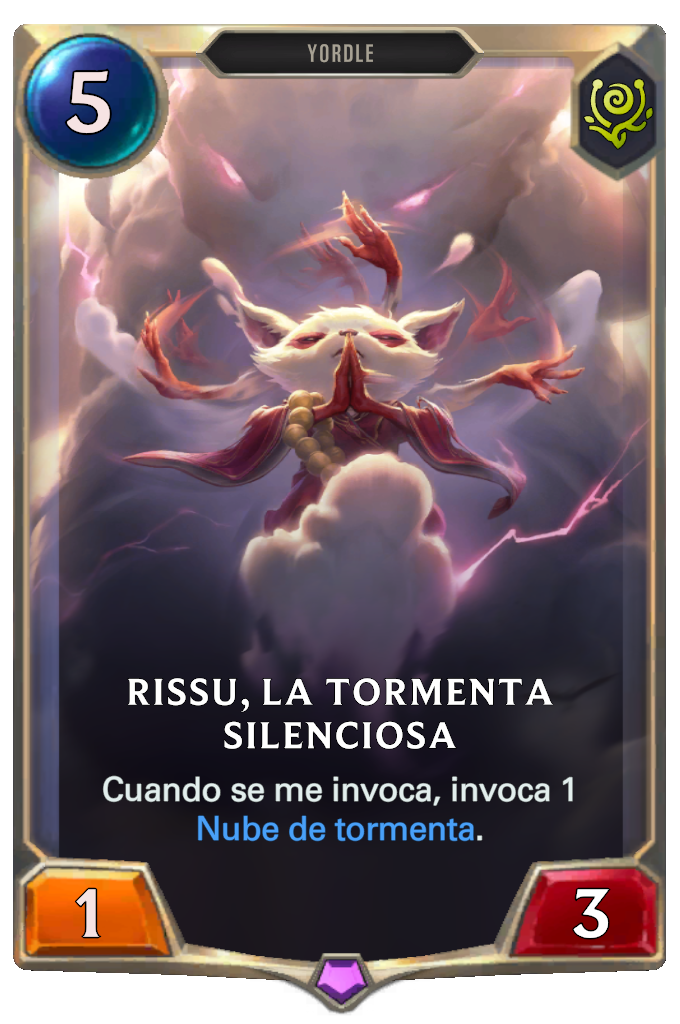 5
YORDLE
RISSU, LA TORMENTA
SILENCIOSA
Cuando se me invoca, invoca 1
Nube de tormenta.
1
3